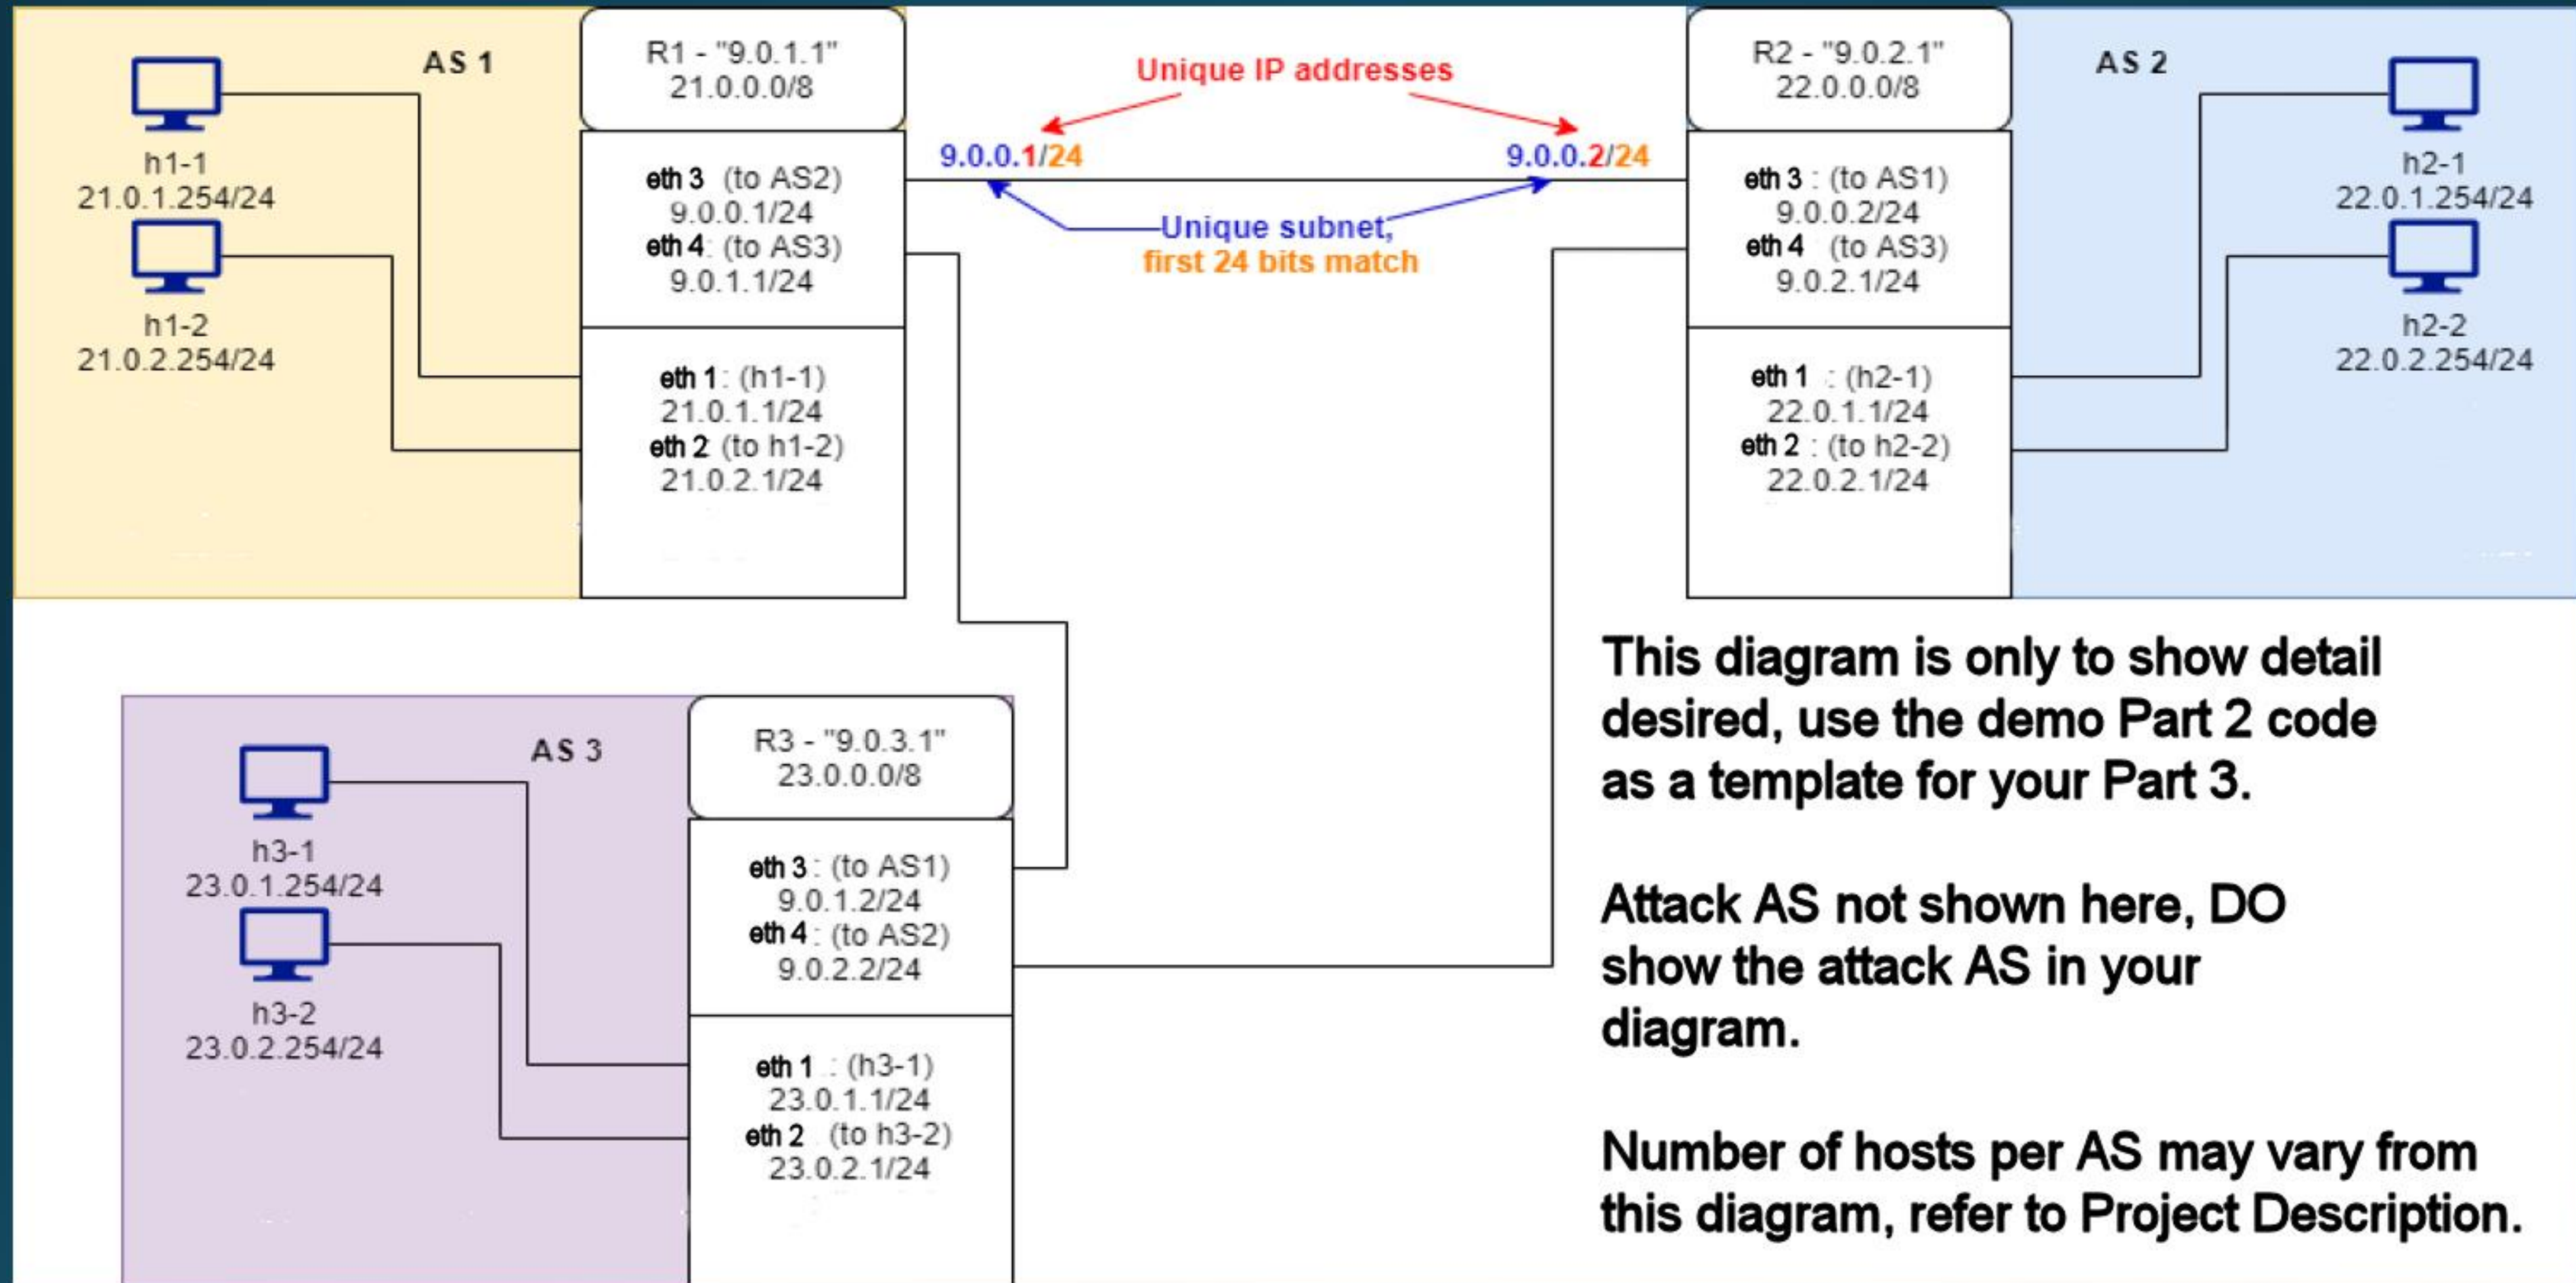 AS 1
h1-1
21.0.1.254/24
h1-2
21.0.2.254/24
R1 - "9.0.1.1"
21.0.0.0/8
eth 3 (to AS2)
9.0.0.1/24
eth 4: (to AS3)
9.0.1.1/24
eth 1: (h1-1)
21.0.1.1/24
eth 2 (to h1-2)
21.0.2.1/24
Unique IP addresses
9.0.0.1/24
9.0.0.2/24
Unique subnet,
first 24 bits match
R2 - "9.0.2.1"
22.0.0.0/8
eth 3 : (to AS1)
9.0.0.2/24
eth 4 (to AS3)
9.0.2.1/24
eth 1 : (h2-1)
22.0.1.1/24
eth 2 : (to h2-2)
22.0.2.1/24
AS 2
h2-1
22.0.1.254/24
h2-2
22.0.2.254/24
AS 3
h3-1
23.0.1.254/24
h3-2
23.0.2.254/24
R3 - "9.0.3.1"
23.0.0.0/8
eth 3 : (to AS1)
9.0.1.2/24
eth 4 : (to AS2)
9.0.2.2/24
eth 1 : (h3-1)
23.0.1.1/24
eth 2 (to h3-2)
23.0.2.1/24
This diagram is only to show detail
desired, use the demo Part 2 code
as a template for your Part 3.
Attack AS not shown here, DO
show the attack AS in your
diagram.
Number of hosts per AS may vary from
this diagram, refer to Project Description.